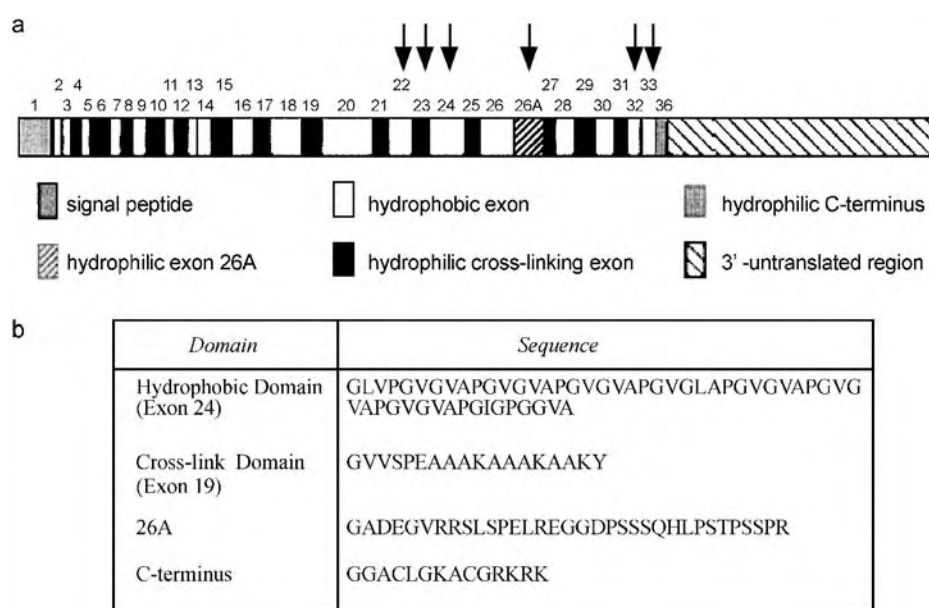 a
2 4 11 13 15 22 27 29 31 33
1 3 5 6 7 8 9 10 12 14 16 17 18 19 20 21 23 24 25 26 26A 28 30 32 36
signal peptide
hydrophobic exon
hydrophilic C-terminus
hydrophilic exon 26A
hydrophilic cross-linking exon
3'-untranslated region
b
Domain Sequence
Hydrophobic Domain GLVPGVGVAPGVGVAPGVGVAPGVGLAPGVGVAPGVG
(Exon 24) VAPGVGVAPGIGPGGVA
Cross-link Domain GVVSPEAAAKAAAKAAKY
(Exon 19)
26A GADEGVRRSLSPELREGGDPSSSQHLPSTPSSPR
C-terminus GGACLGKACGRKRK